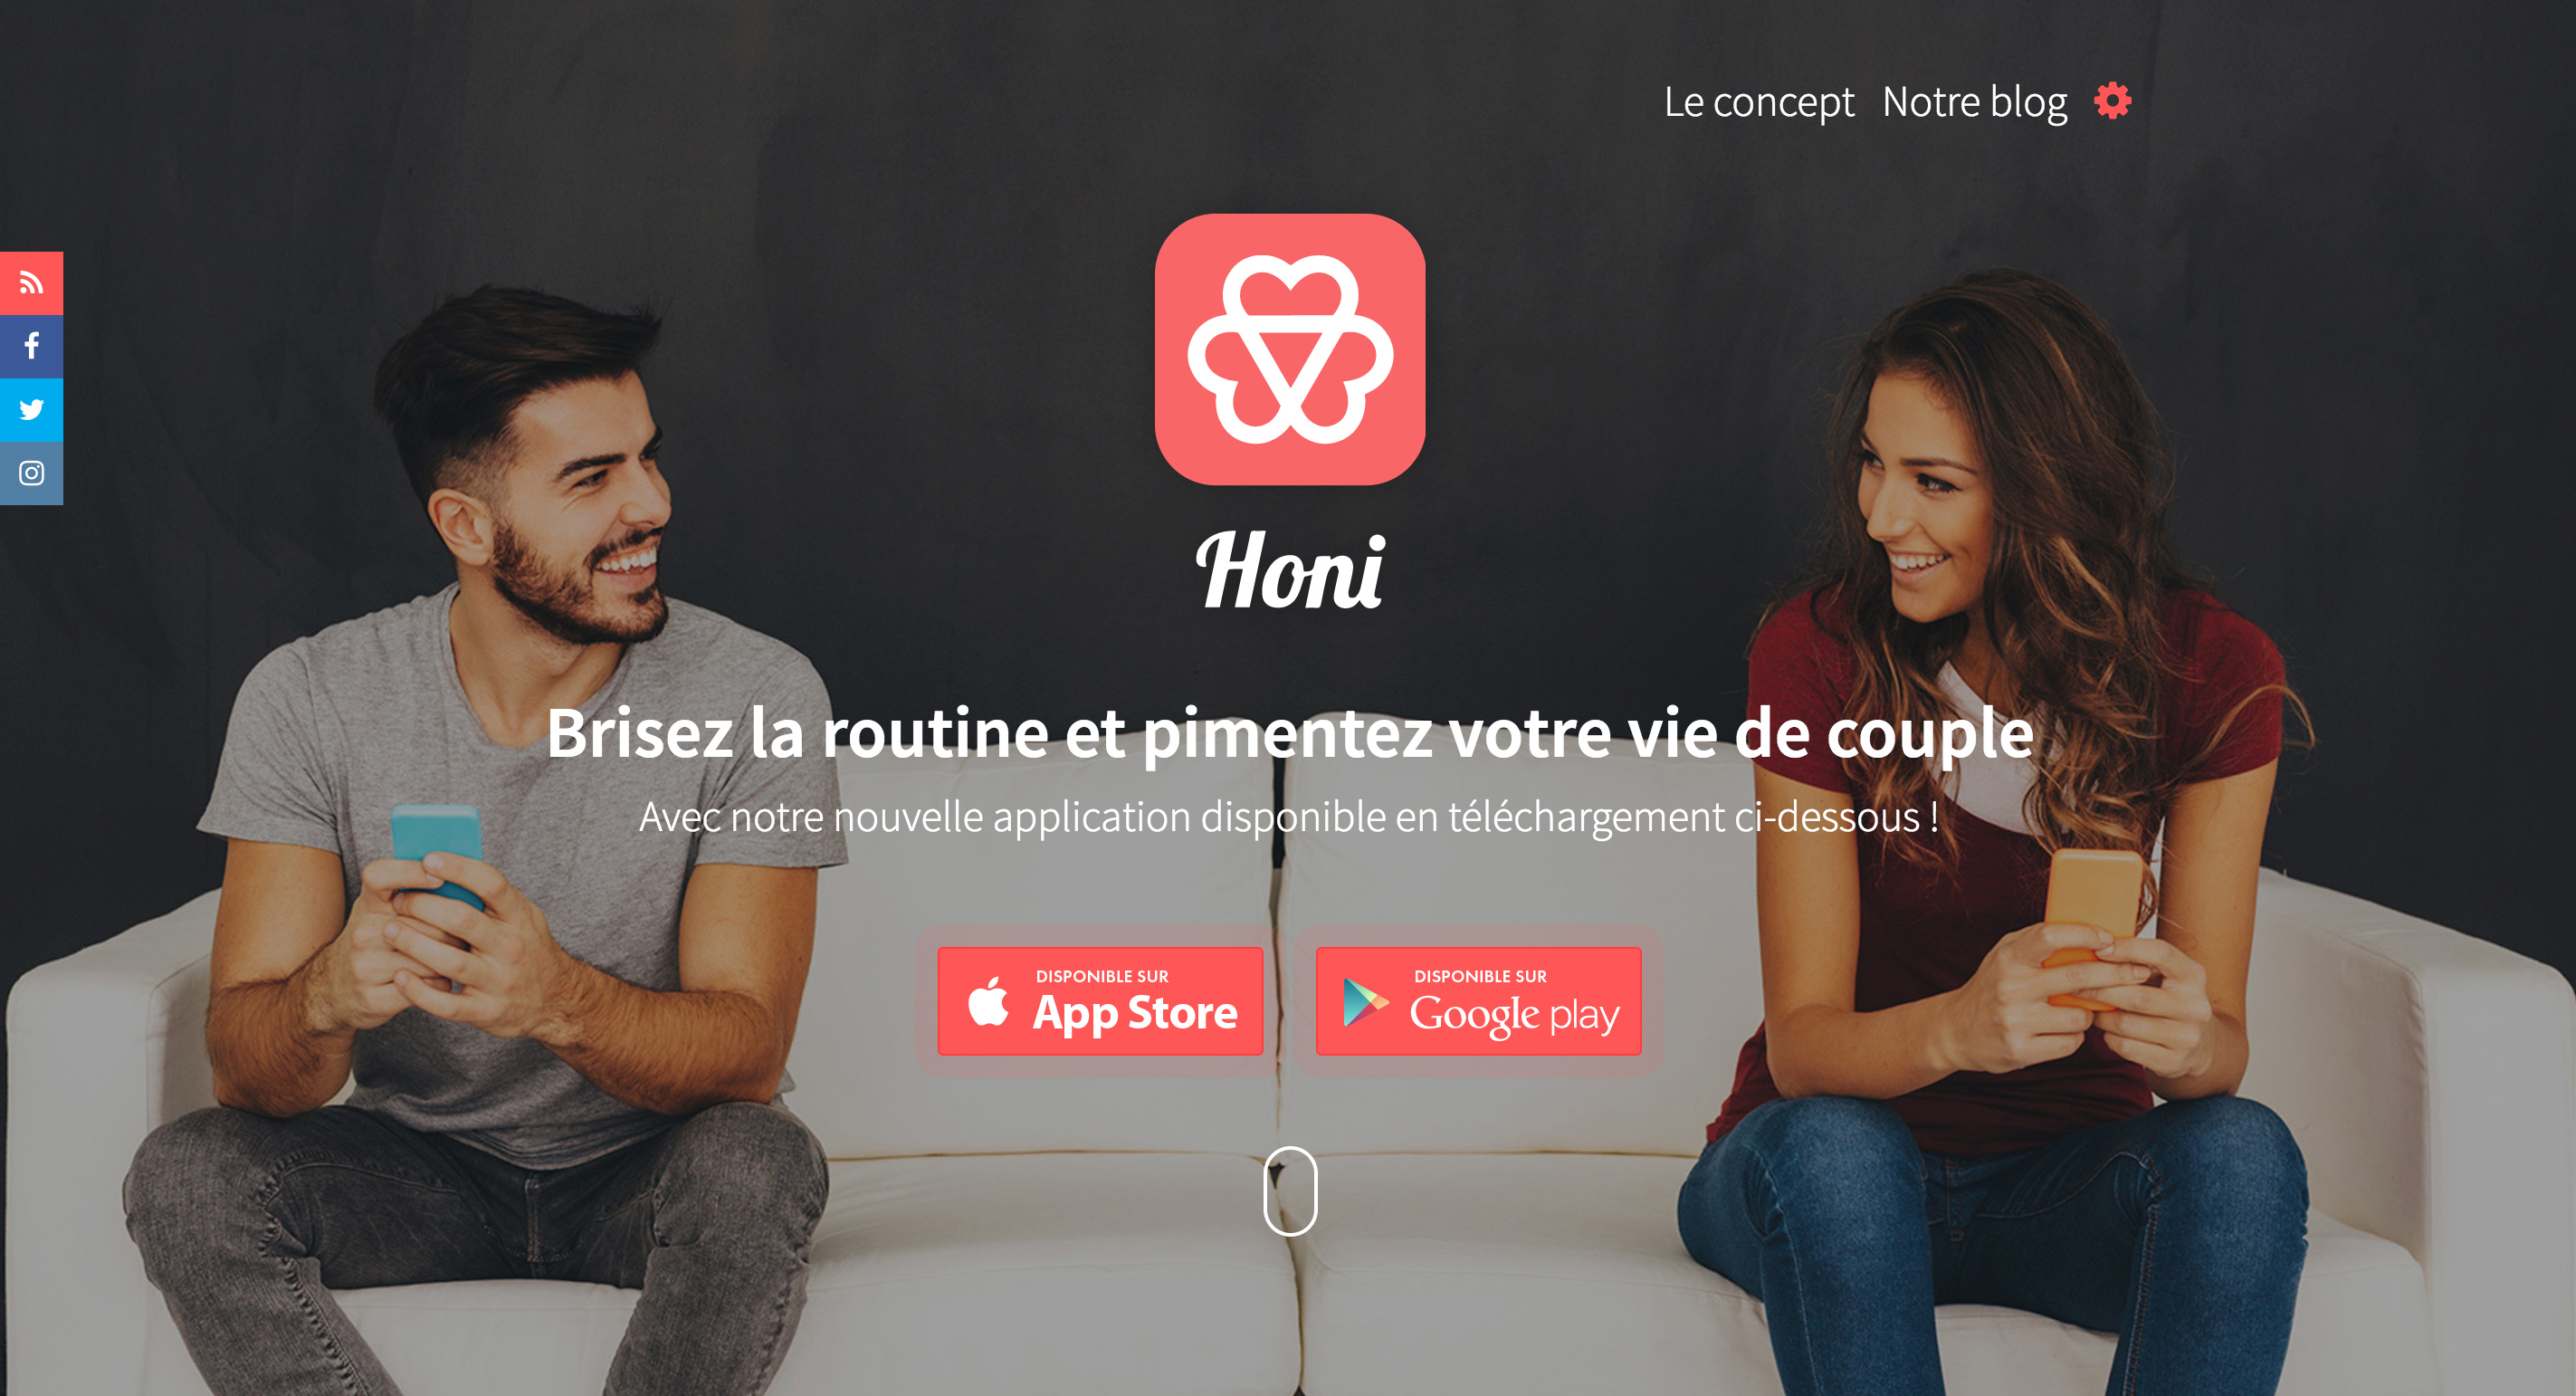 Le concept Notre blog
Honi
Brisez la routine et pimentez votre vie de couple
Avec notre nouvelle application disponible en téléchargement ci-dessous !
DISPONIBLE SUR
App Store
DISPONIBLE SUR
Google play